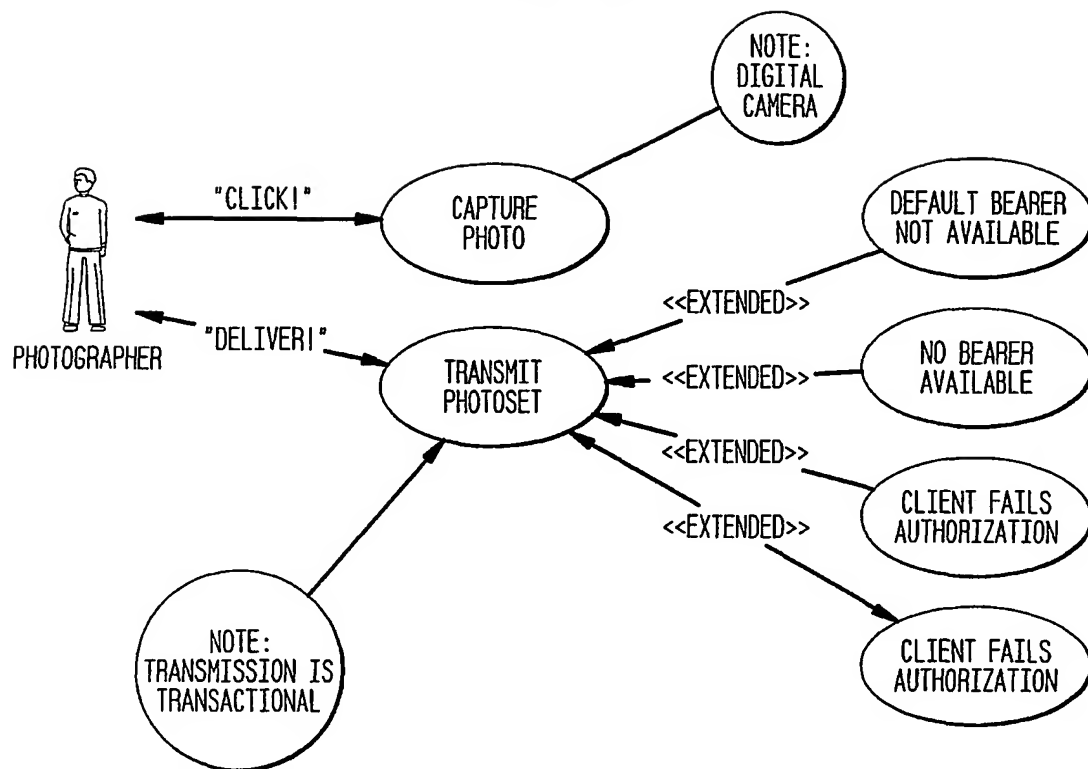 NOTE:
DIGITAL
CAMERA
"CLICK!"
CAPTURE
PHOTO
DEFAULT BEARER
NOT AVAILABLE
<<EXTENDED>>
PHOTOGRAPHER
"DELIVER!"
TRANSMIT
PHOTOSET
<<EXTENDED>>
NO BEARER
AVAILABLE
<<EXTENDED>>
CLIENT FAILS
AUTHORIZATION
<<EXTENDED>>
NOTE:
TRANSMISSION IS
TRANSACTIONAL
CLIENT FAILS
AUTHORIZATION